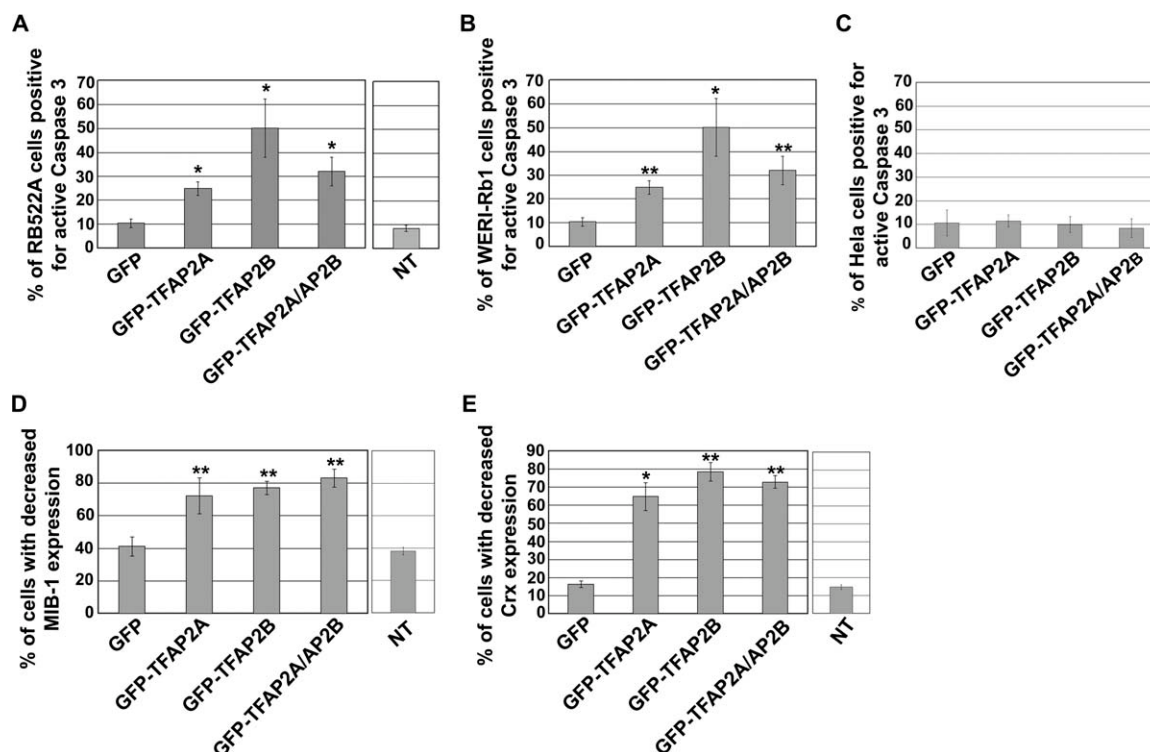 A
% of RB522A cells positive
for active Caspase 3
70
60
50
40
30
20
10
0
*
*
*
GFP
GFP-TFAP2A
GFP-TFAP2B
GFP-TFAP2A/AP2B
NT
B
% of WERI-Rb1 cells positive
for active Caspase 3
70
60
50
40
30
20
10
0
**
*
**
GFP
GFP-TFAP2A
GFP-TFAP2B
GFP-TFAP2A/AP2B
C
% of Hela cells positive for
active Caspase 3
70
60
50
40
30
20
10
0
GFP
GFP-TFAP2A
GFP-TFAP2B
GFP-TFAP2A/AP2B
D
% of cells with decreased
MIB-1 expression
100
80
60
40
20
0
**
**
**
GFP
GFP-TFAP2A
GFP-TFAP2B
GFP-TFAP2A/AP2B
NT
E
% of cells with decreased
Crx expression
90
80
70
60
50
40
30
20
10
0
*
**
**
GFP
GFP-TFAP2A
GFP-TFAP2B
GFP-TFAP2A/AP2B
NT